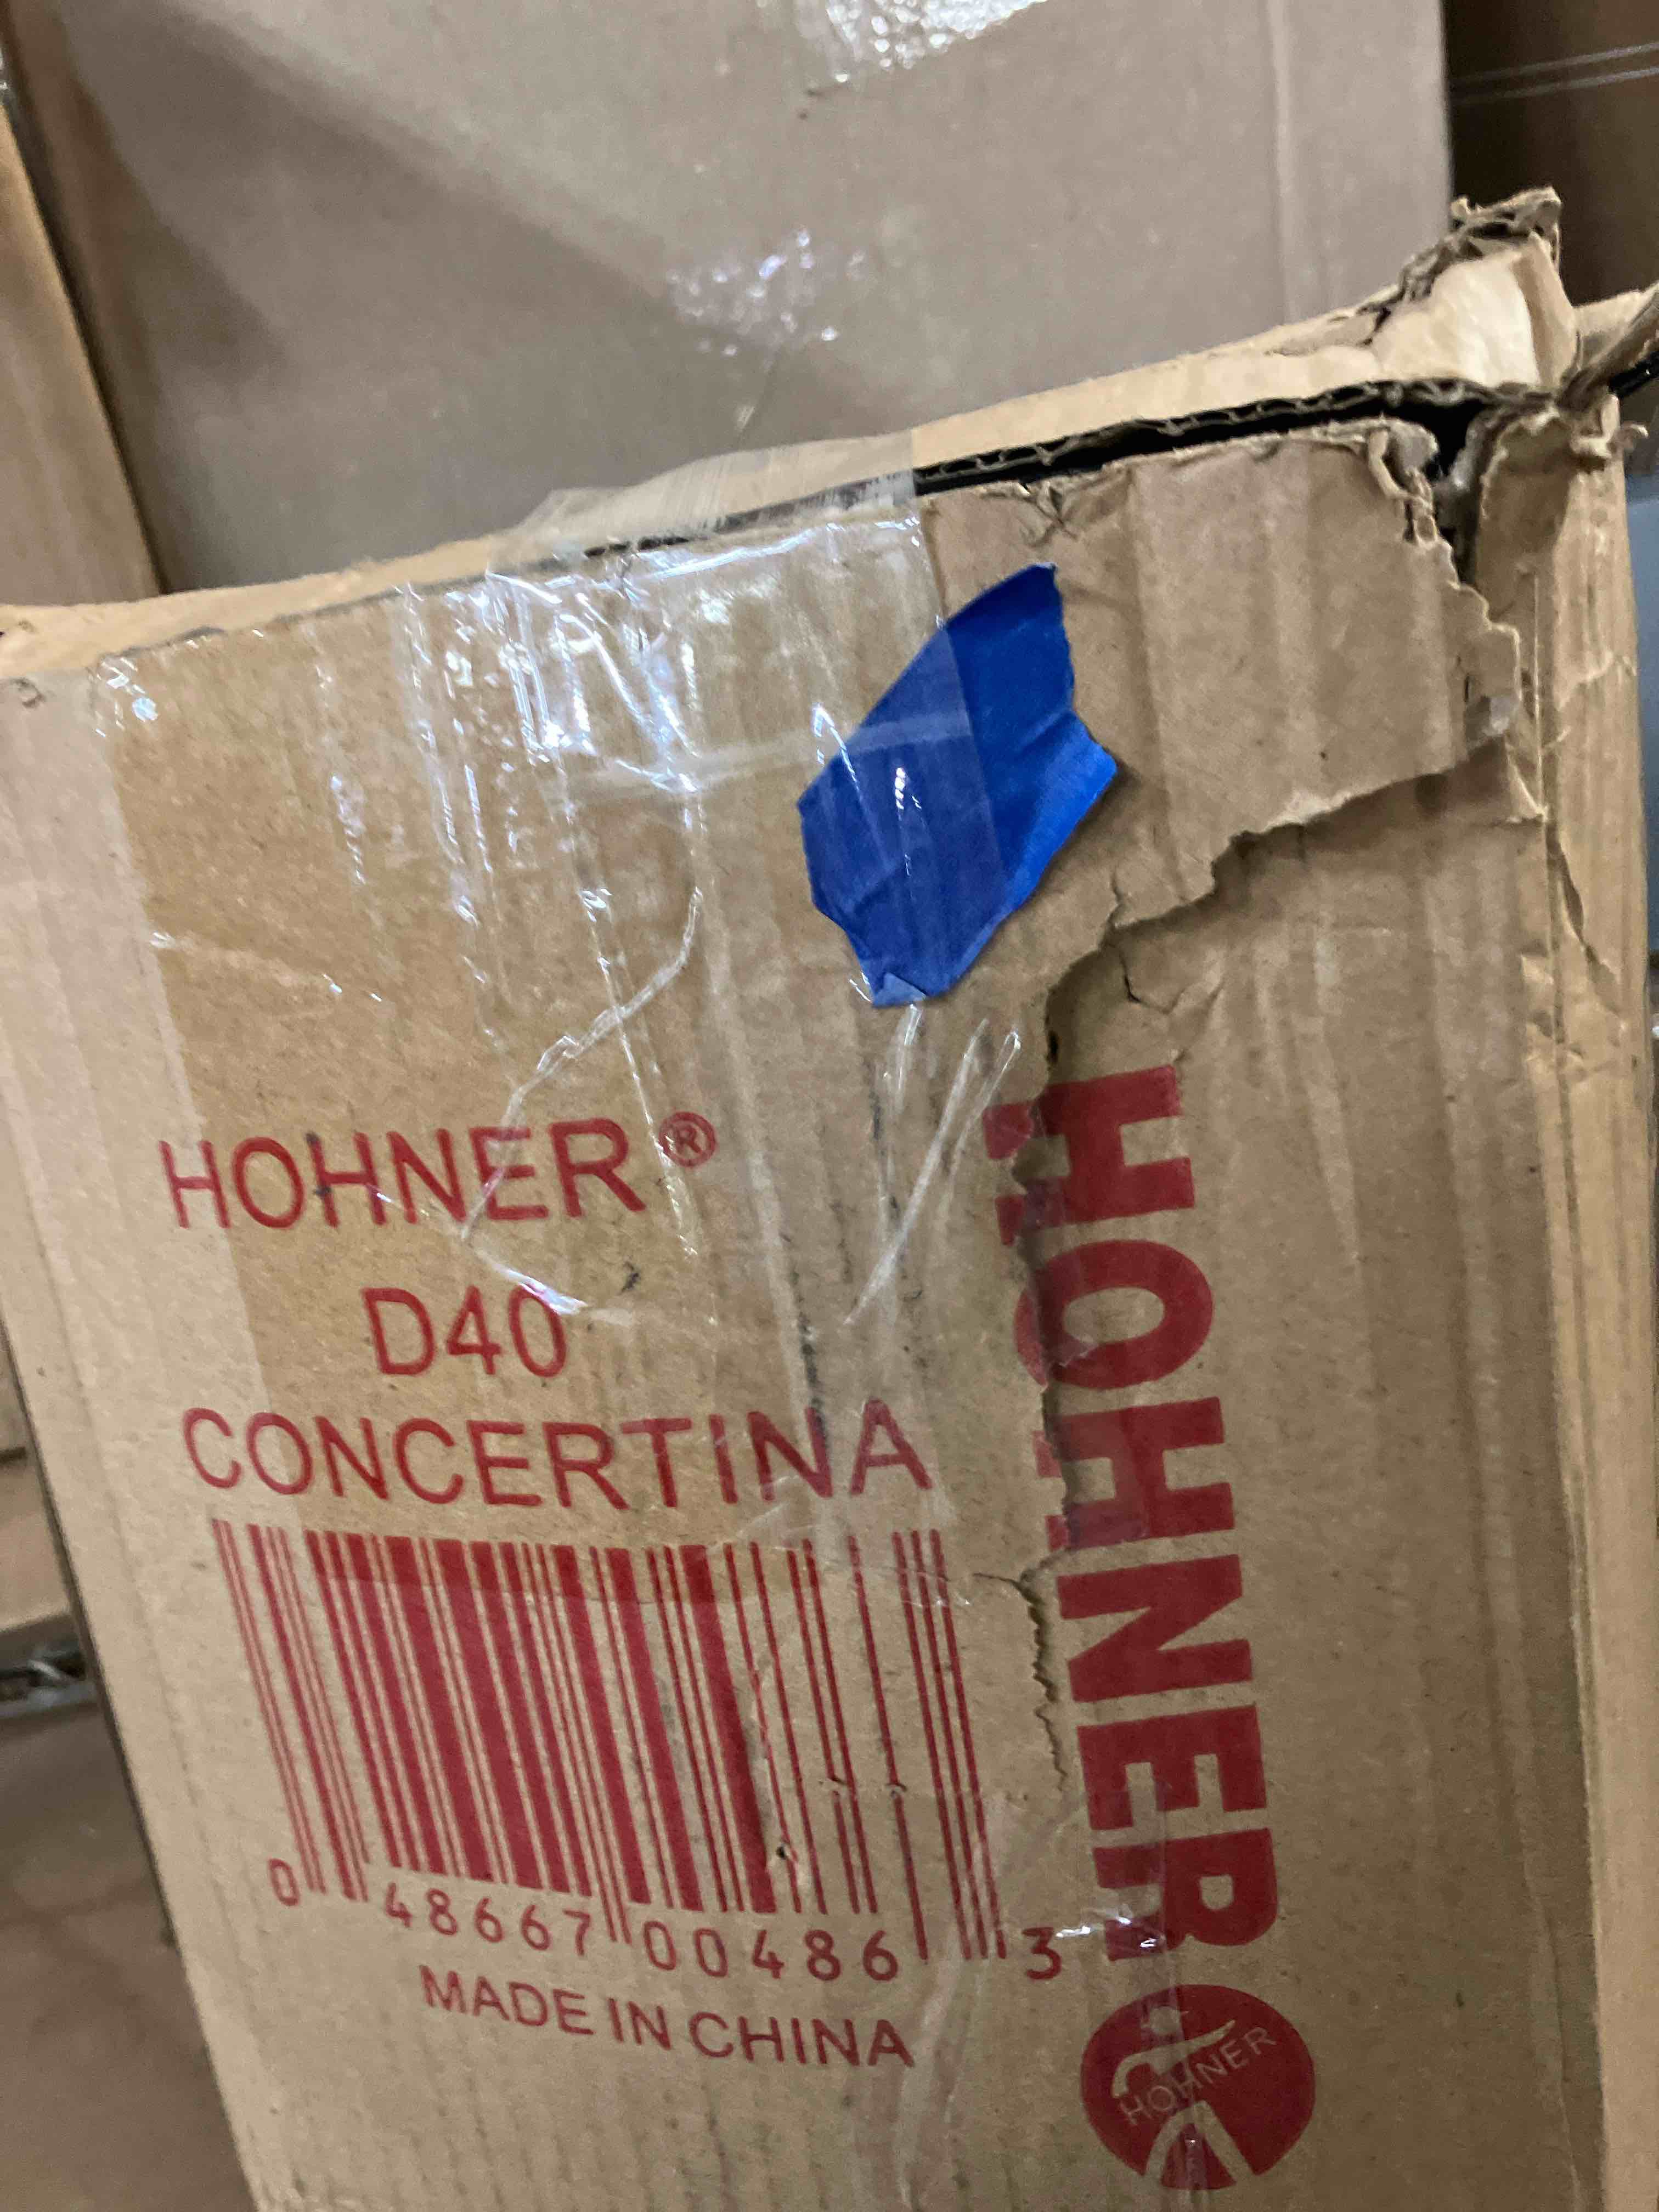 HOHNER®
D40
CONCERTINA
0 48667 00486 3
MADE IN CHINA
HOHNER
HOHNER